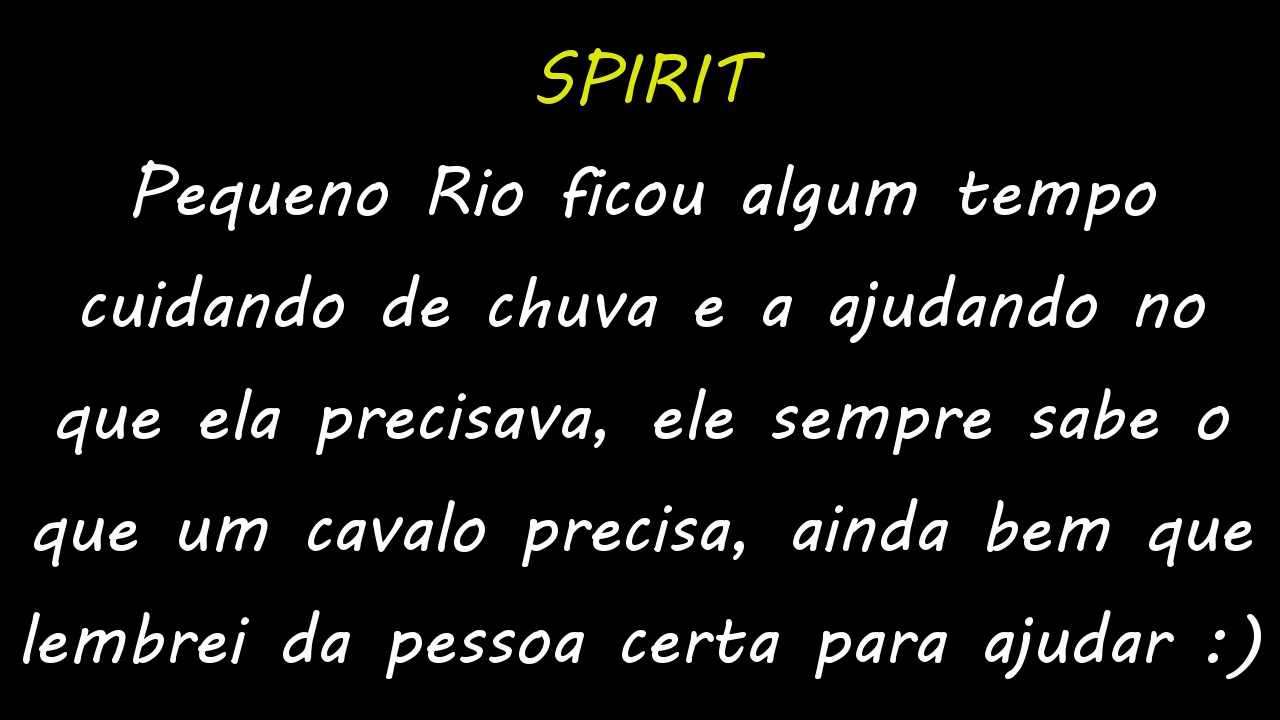 SPIRIT
Pequeno Rio ficou algum tempo
cuidando de chuva e a ajudando no
que ela precisava, ele sempre sabe o
que um cavalo precisa, ainda bem que
lembrei da pessoa certa para ajudar :)